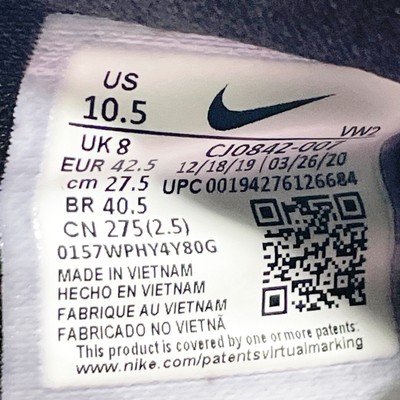 US
10.5
VW2
UK 8 CJ0842-007
EUR 42.5 12/18/19 / 03/26/20
cm 27.5 UPC 00194276126684
BR 40.5
CN 275(2.5)
0157WPHY4Y80G
MADE IN VIETNAM
HECHO EN VIETNAM
FABRIQUE AU VIETNAM
FABRICADO NO VIETNÃ
This product is covered by one or more patents:
www.nike.com/patentsvirtualmarking